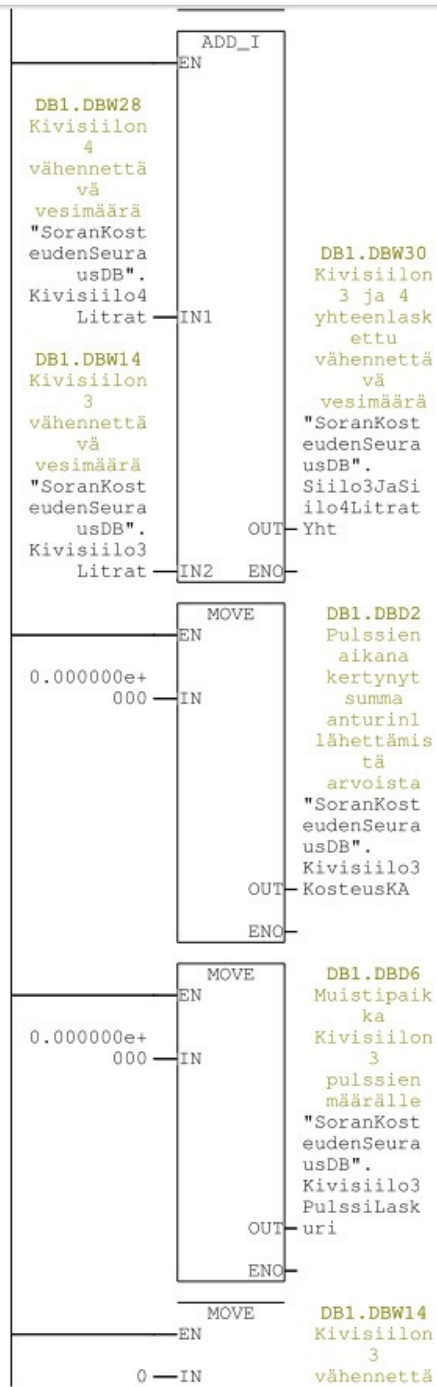 ADD_I
EN
DB1.DBW28
Kivisiilon
4
vähennettä
vä
vesimäärä
"SoranKost
eudenSeura
usDB".
Kivisiilo4
Litrat
IN1
DB1.DBW14
Kivisiilon
3
vähennettä
vä
vesimäärä
"SoranKost
eudenSeura
usDB".
Kivisiilo3
Litrat
IN2
DB1.DBW30
Kivisiilon
3 ja 4
yhteenlask
ettu
vähennettä
vä
vesimäärä
"SoranKost
eudenSeura
usDB".
Siilo3JaSi
ilo4Litrat
OUT
Yht
ENO
MOVE
EN
0.000000e+
000
IN
DB1.DBD2
Pulssien
aikana
kertynyt
summa
anturin1
lähettämis
tä
arvoista
"SoranKost
eudenSeura
usDB".
Kivisiilo3
OUT
KosteusKA
ENO
MOVE
EN
0.000000e+
000
IN
DB1.DBD6
Muistipaik
ka
Kivisiilon
3
pulssien
määrälle
"SoranKost
eudenSeura
usDB".
Kivisiilo3
PulssiLask
OUT
uri
ENO
MOVE
EN
0
IN
DB1.DBW14
Kivisiilon
3
vähennettä